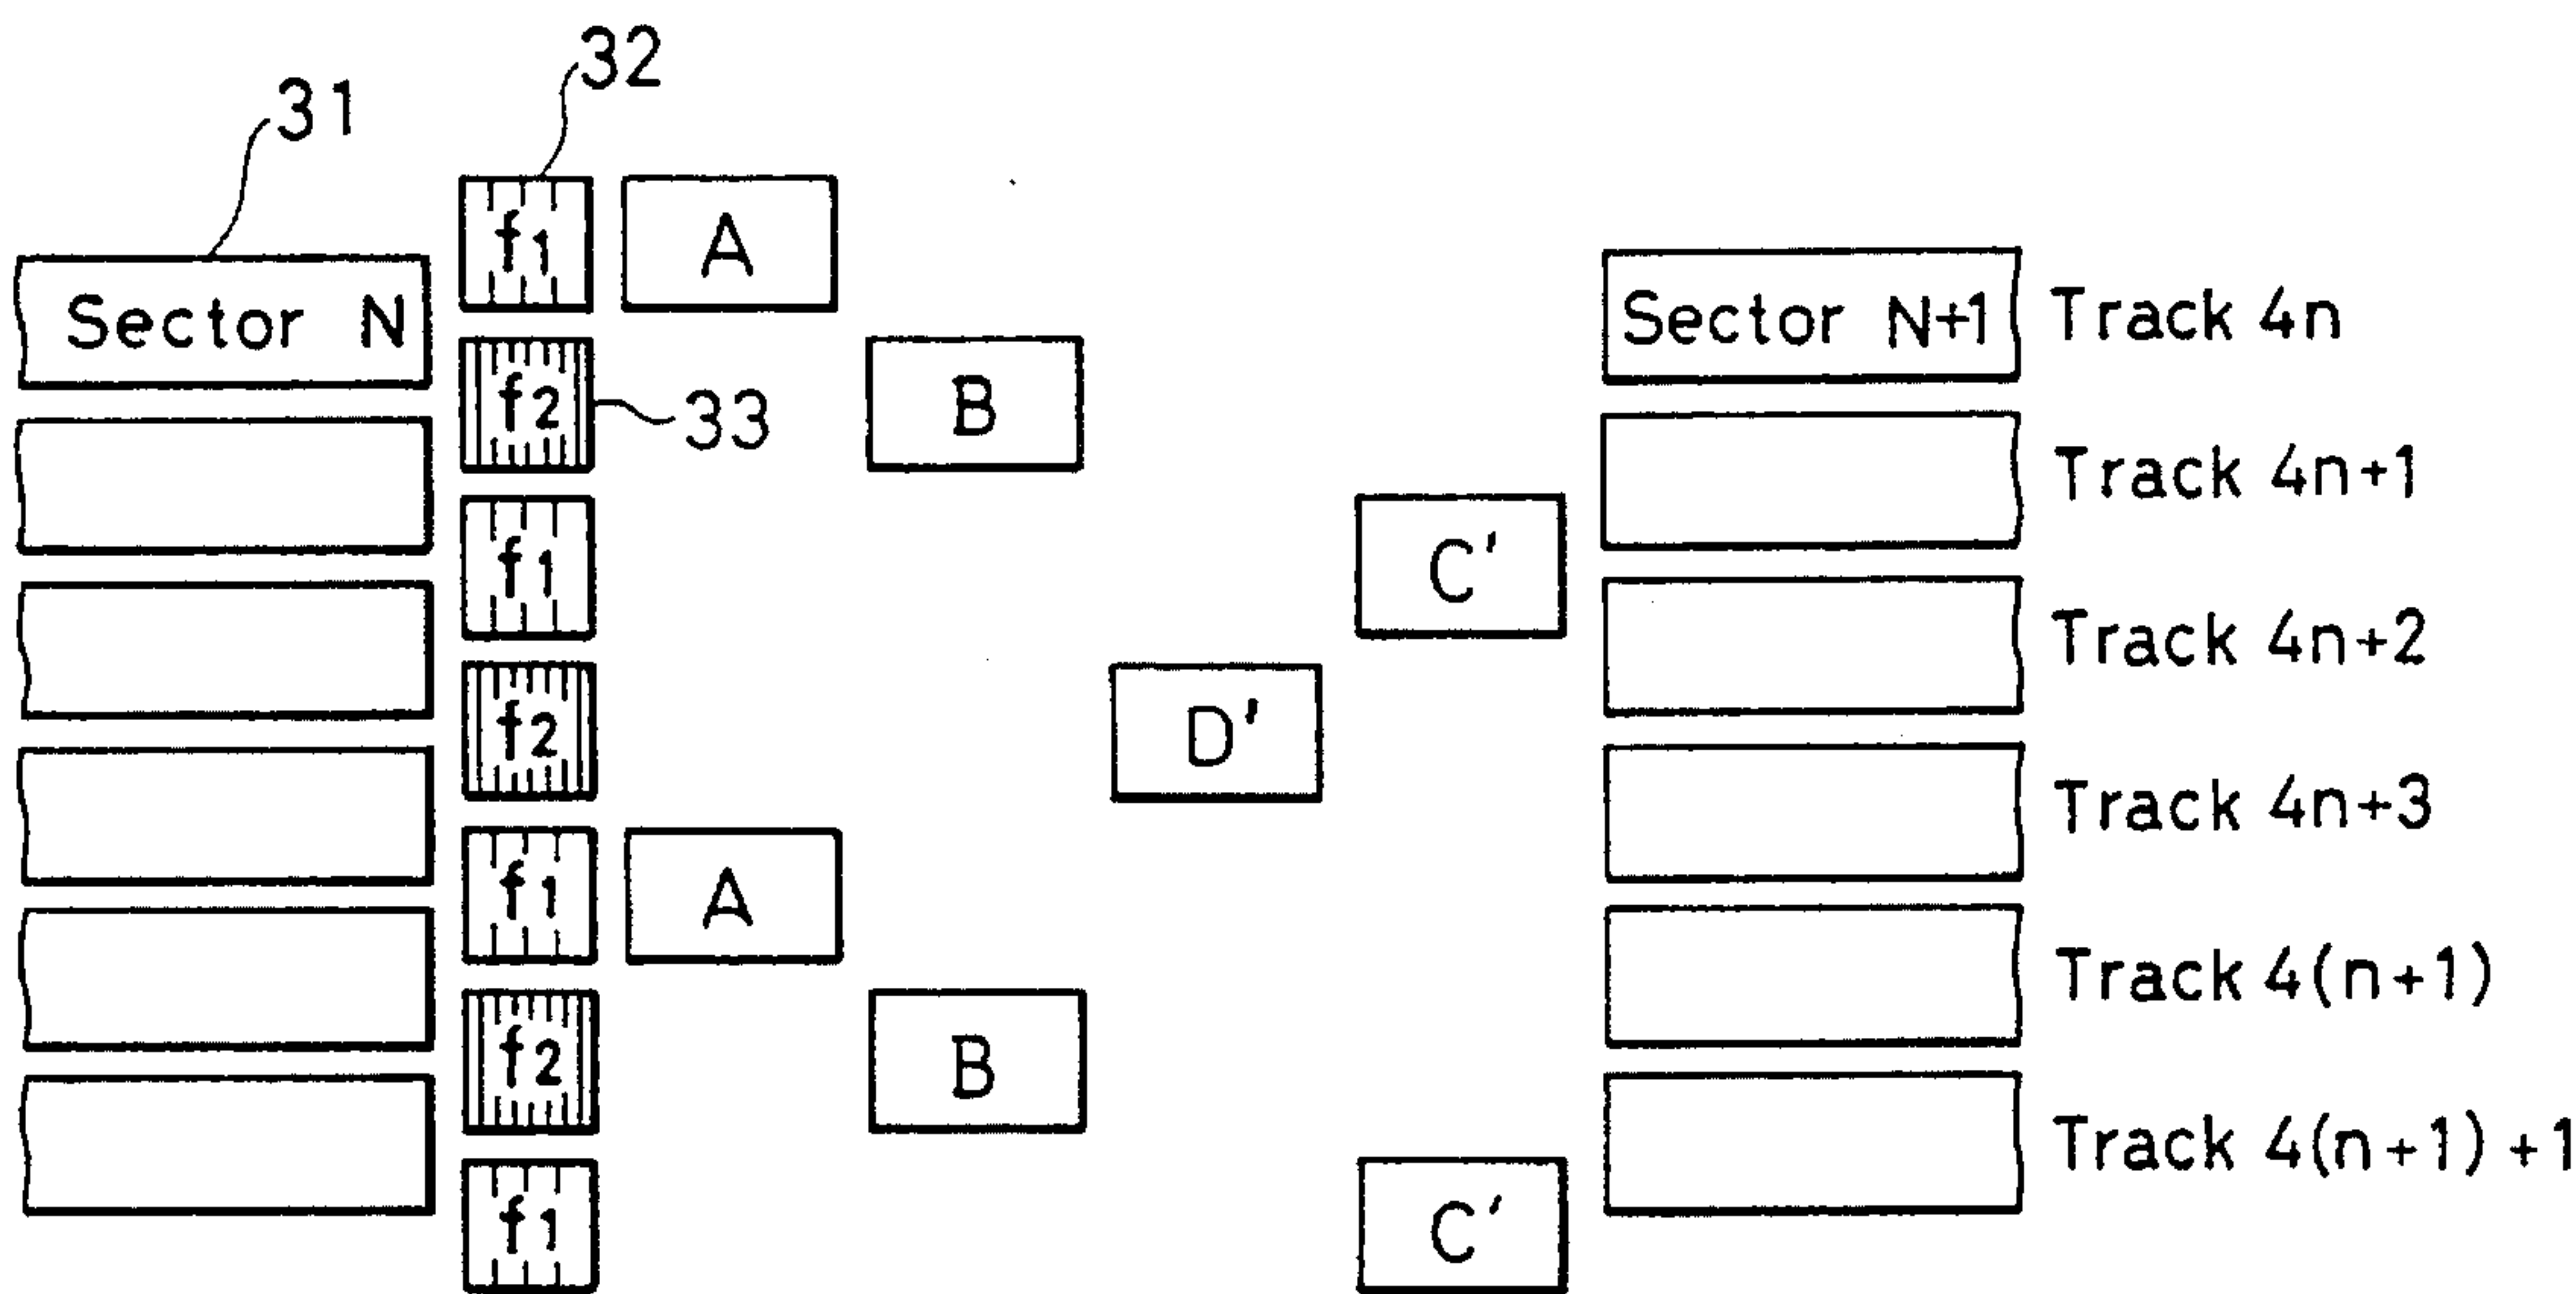 32
31
f1 A
Sector N Sector N+1 Track 4n
f2 33 B
Track 4n+1
f1 C'
Track 4n+2
f2 D'
Track 4n+3
f1 A
Track 4(n+1)
f2 B
Track 4(n+1)+1
f1 C'